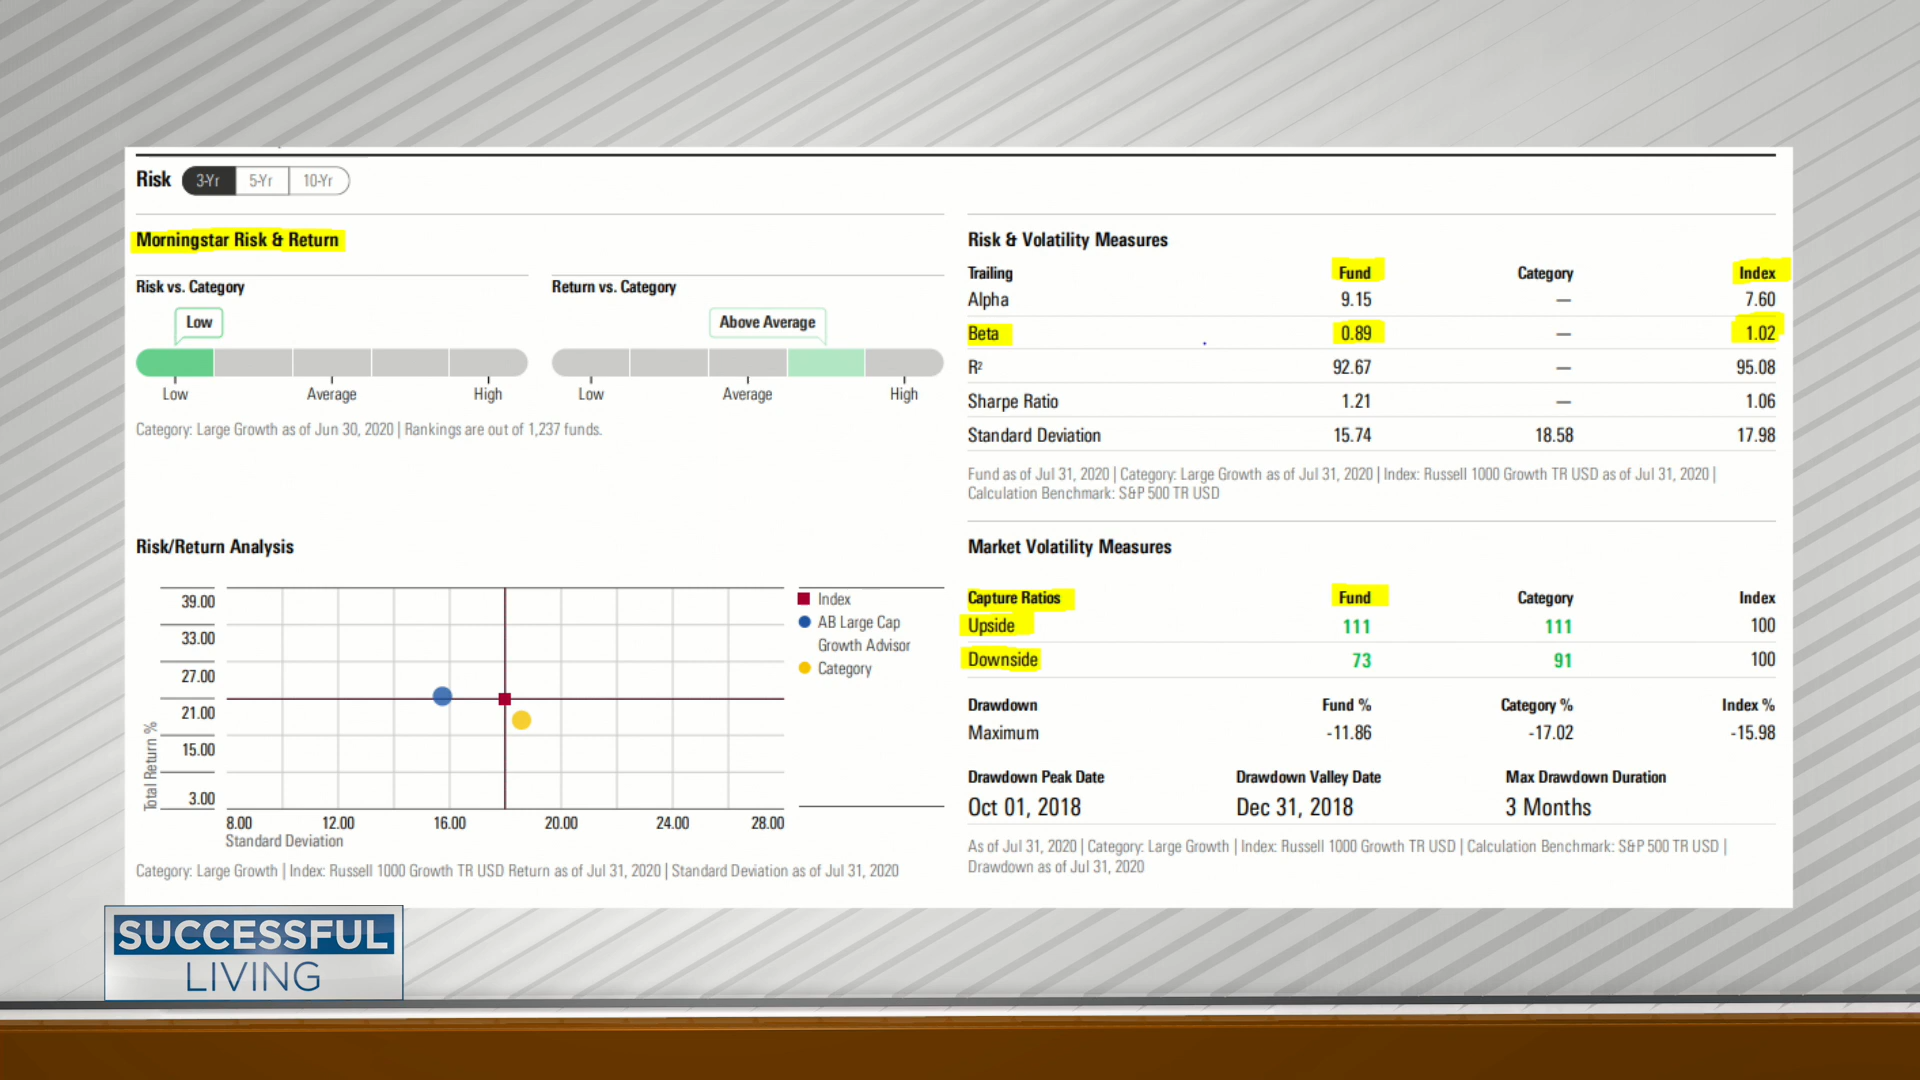 Risk 3-Yr 5-Yr 10-Yr
Morningstar Risk & Return
Risk vs. Category
Low
Low Average High
Return vs. Category
Above Average
Low Average High
Category: Large Growth as of Jun 30, 2020 | Rankings are out of 1,237 funds.
Risk & Volatility Measures
Trailing Fund Category Index
Alpha 9.15 — 7.60
Beta 0.89 — 1.02
R² 92.67 — 95.08
Sharpe Ratio 1.21 — 1.06
Standard Deviation 15.74 18.58 17.98
Fund as of Jul 31, 2020 | Category: Large Growth as of Jul 31, 2020 | Index: Russell 1000 Growth TR USD as of Jul 31, 2020 |
Calculation Benchmark: S&P 500 TR USD
Risk/Return Analysis
39.00
33.00
27.00
21.00
15.00
3.00
Total Return %
8.00 12.00 16.00 20.00 24.00 28.00
Standard Deviation
Index
AB Large Cap
Growth Advisor
Category
Category: Large Growth | Index: Russell 1000 Growth TR USD Return as of Jul 31, 2020 | Standard Deviation as of Jul 31, 2020
Market Volatility Measures
Capture Ratios Fund Category Index
Upside 111 111 100
Downside 73 91 100
Drawdown Fund % Category % Index %
Maximum -11.86 -17.02 -15.98
Drawdown Peak Date Drawdown Valley Date Max Drawdown Duration
Oct 01, 2018 Dec 31, 2018 3 Months
As of Jul 31, 2020 | Category: Large Growth | Index: Russell 1000 Growth TR USD | Calculation Benchmark: S&P 500 TR USD |
Drawdown as of Jul 31, 2020
SUCCESSFUL
LIVING